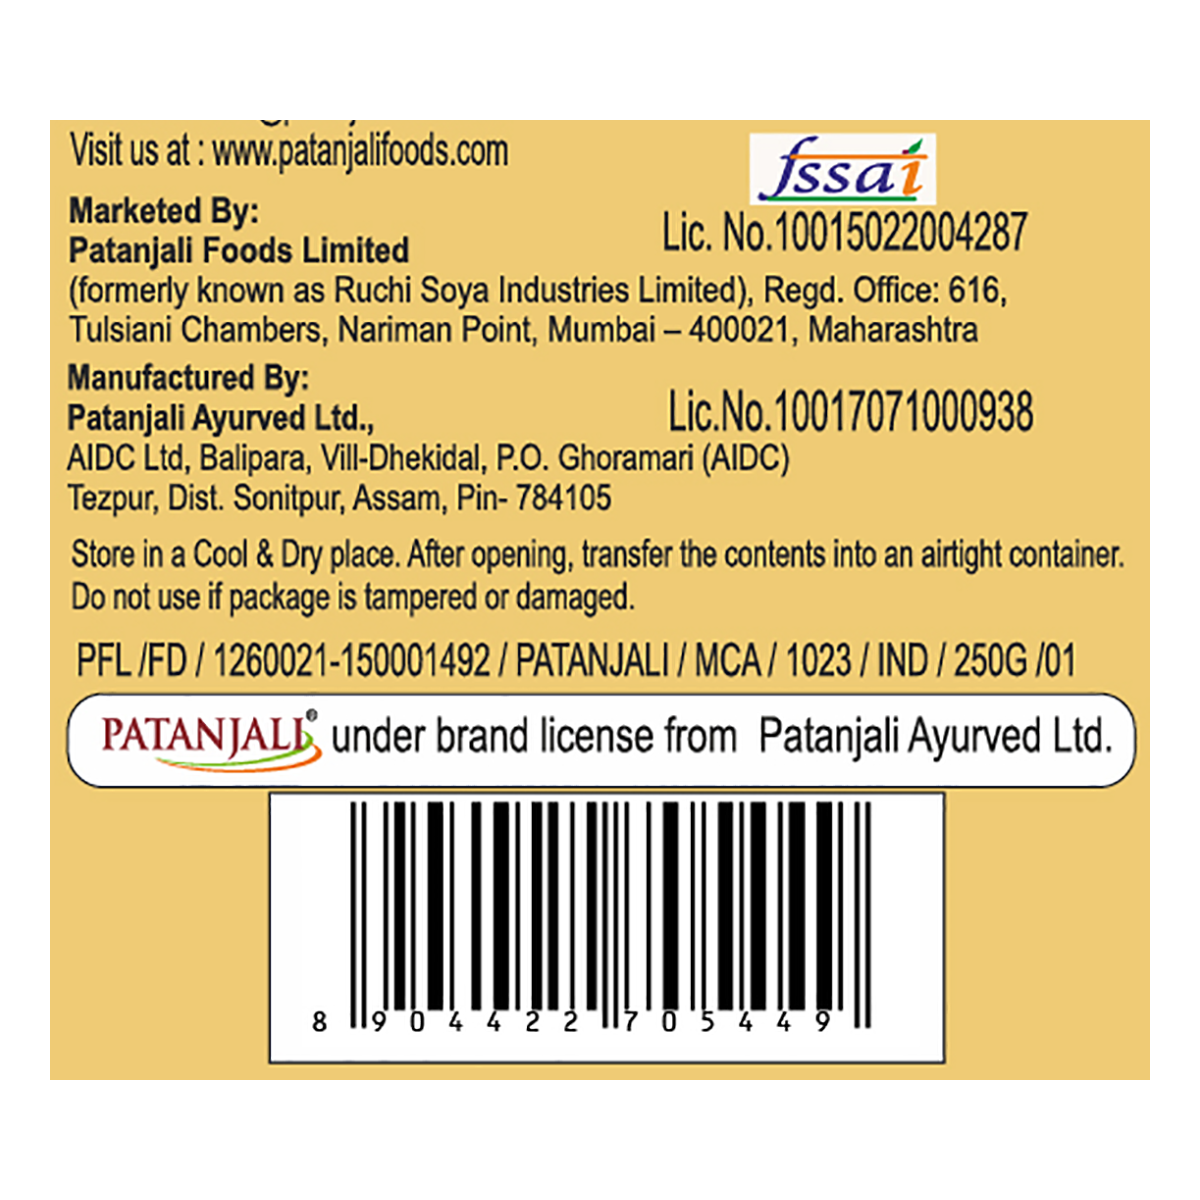 Visit us at : www.patanjalifoods.com
fssai
Marketed By:
Patanjali Foods Limited
Lic. No.10015022004287
(formerly known as Ruchi Soya Industries Limited), Regd. Office: 616,
Tulsiani Chambers, Nariman Point, Mumbai – 400021, Maharashtra
Manufactured By:
Patanjali Ayurved Ltd.,
Lic.No.10017071000938
AIDC Ltd, Balipara, Vill-Dhekidal, P.O. Ghoramari (AIDC)
Tezpur, Dist. Sonitpur, Assam, Pin- 784105
Store in a Cool & Dry place. After opening, transfer the contents into an airtight container.
Do not use if package is tampered or damaged.
PFL /FD / 1260021-150001492 / PATANJALI / MCA / 1023 / IND / 250G /01
PATANJALI® under brand license from Patanjali Ayurved Ltd.
8 904422 705449